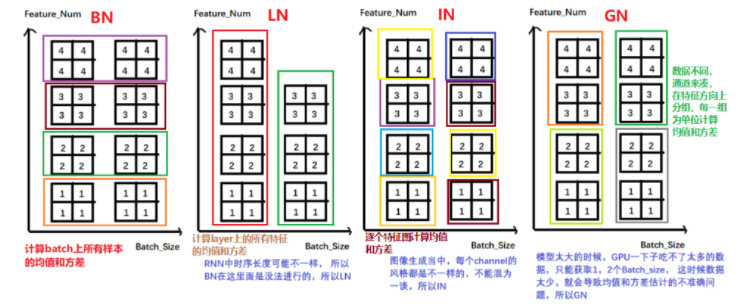 Feature_Num BN
4 4 4 4
4 4 4 4
3 3 3 3
3 3 3 3
2 2 2 2
2 2 2 2
1 1 1 1
1 1 1 1
Batch_Size
计算batch上所有样本
的均值和方差
Feature_Num LN
4 4
4 4
3 3 3 3
3 3 3 3
2 2 2 2
2 2 2 2
1 1 1 1
1 1 1 1
计算layer上的所有特征
的均值和方差
Batch_Size
RNN中时序长度可能不一样，所以
BN在这里面是没法进行的，所以LN
Feature_Num IN
4 4 4 4
4 4 4 4
3 3 3 3
3 3 3 3
2 2 2 2
2 2 2 2
1 1 1 1
1 1 1 1
逐个特征图计算均值
和方差
Batch_Size
图像生成当中，每个channel的
风格都是不一样的，不能混为
一谈，所以IN
Feature_Num GN
4 4 4 4
4 4 4 4
3 3 3 3
3 3 3 3
2 2 2 2
2 2 2 2
1 1 1 1
1 1 1 1
数据不同，
通道来凑，
在特征方向上
分组，每一组
为单位计算
均值和方差
Batch_Size
模型太大的时候，GPU一下子吃不了太多的数
据，只能获取1，2个Batch_size，这时候数据
太少，就会导致均值和方差估计的不准确问
题，所以GN